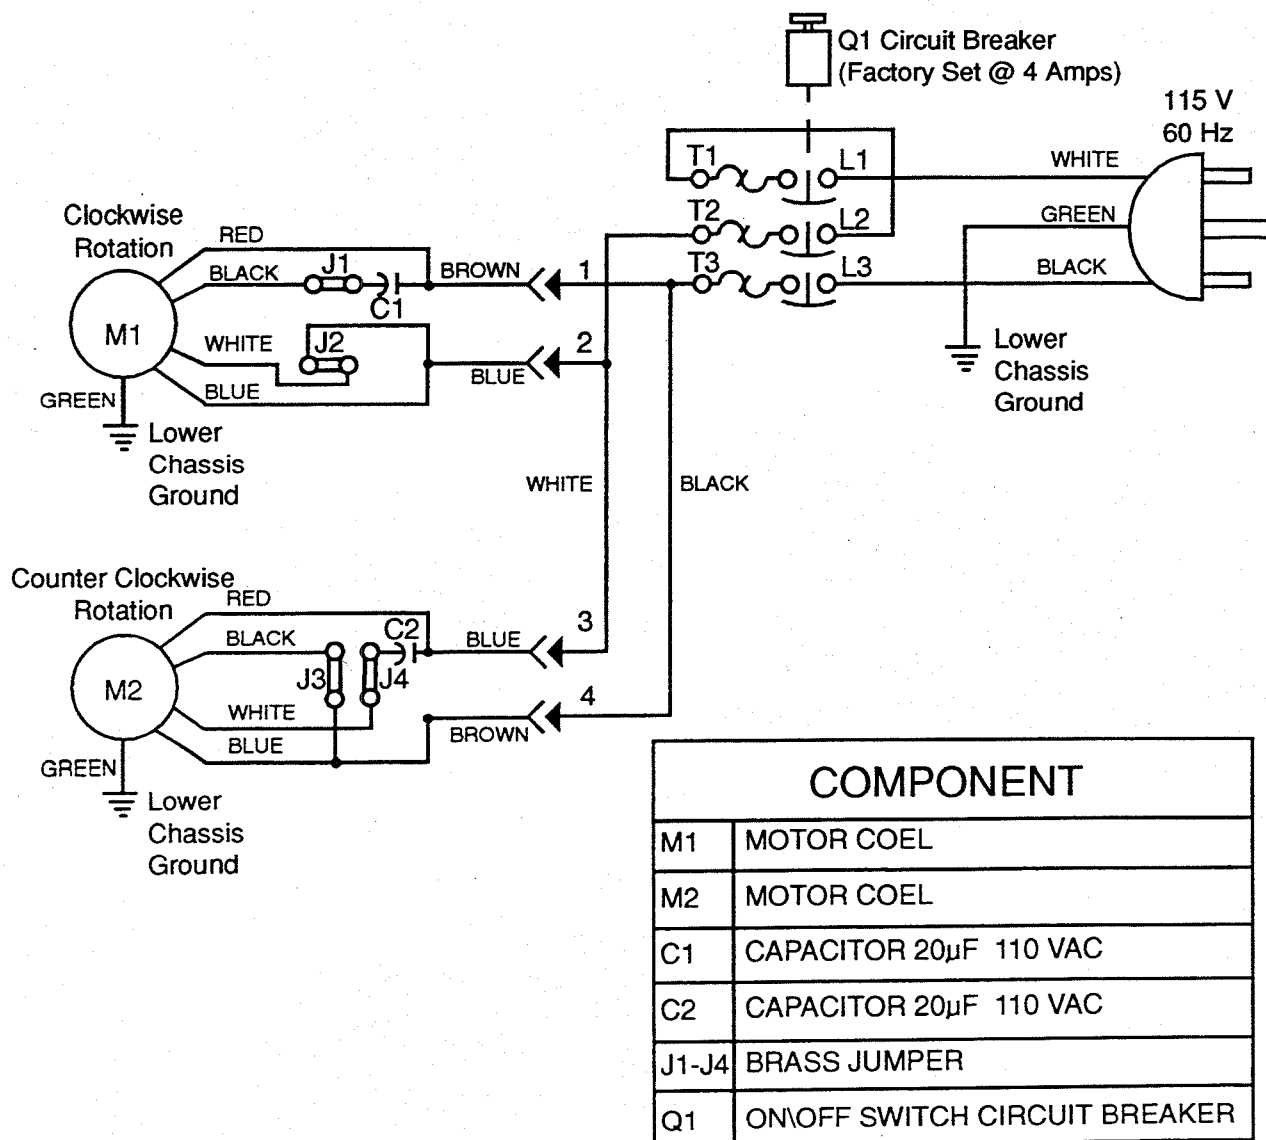 Q1 Circuit Breaker
(Factory Set @ 4 Amps)
115 V
60 Hz
T1
L1
WHITE
T2
L2
GREEN
T3
L3
BLACK
Lower
Chassis
Ground
Clockwise
Rotation
RED
BLACK
J1
C1
BROWN
1
M1
WHITE
J2
BLUE
2
BLUE
GREEN
Lower
Chassis
Ground
WHITE
BLACK
Counter Clockwise
Rotation
RED
BLACK
C2
BLUE
3
M2
J3
J4
WHITE
BROWN
4
BLUE
GREEN
Lower
Chassis
Ground
COMPONENT
M1 MOTOR COEL
M2 MOTOR COEL
C1 CAPACITOR 20µF 110 VAC
C2 CAPACITOR 20µF 110 VAC
J1-J4 BRASS JUMPER
Q1 ON\OFF SWITCH CIRCUIT BREAKER